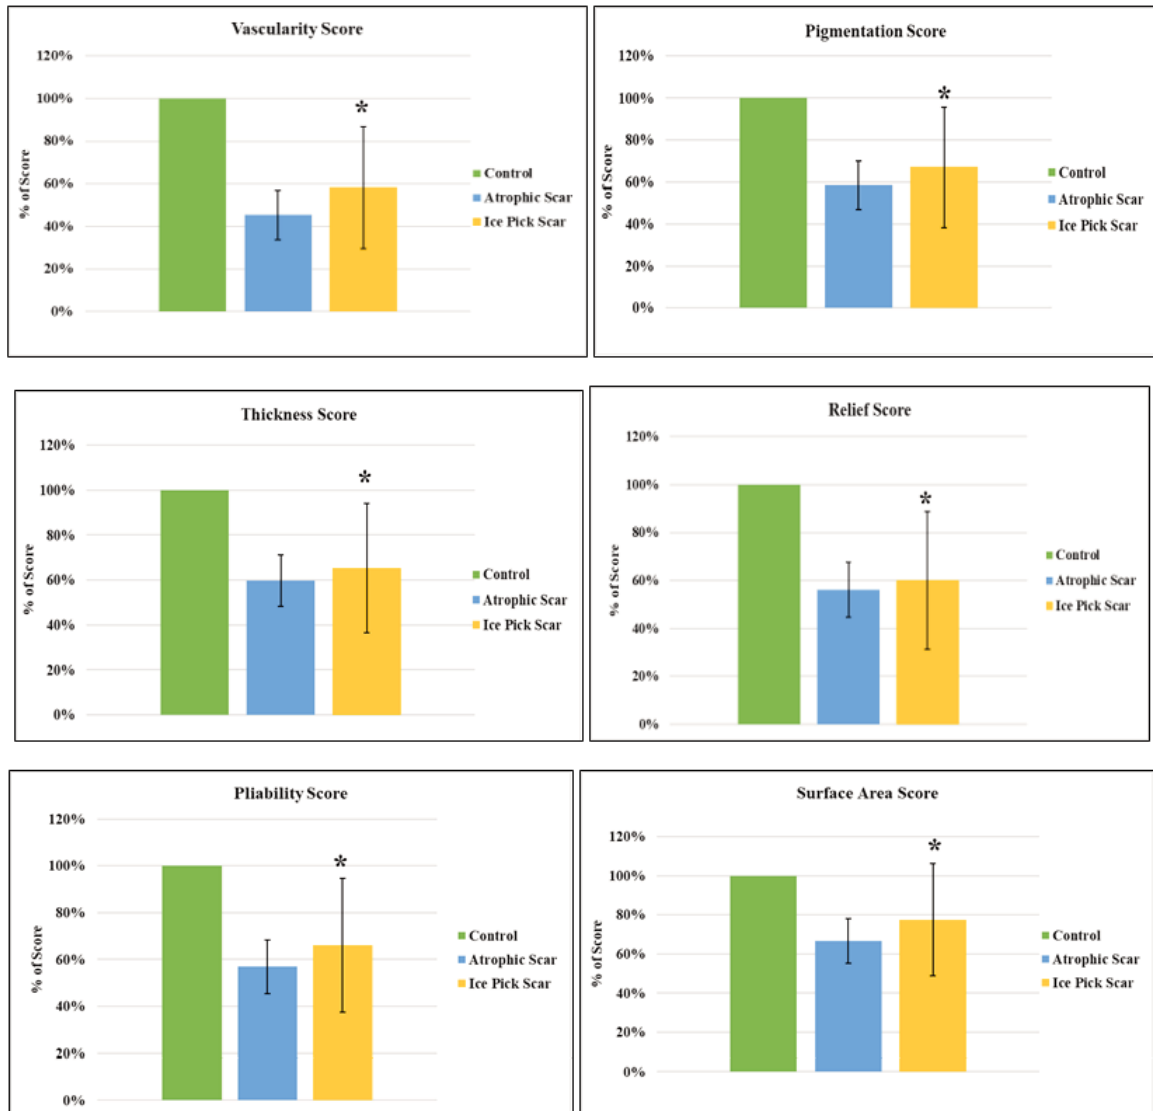 Vascularity Score
120%
100%
80%
60%
40%
20%
0%
% of Score
*
Control
Atrophic Scar
Ice Pick Scar
Pigmentation Score
120%
100%
80%
60%
40%
20%
0%
% of Score
*
Control
Atrophic Scar
Ice Pick Scar
Thickness Score
120%
100%
80%
60%
40%
20%
0%
% of Score
*
Control
Atrophic Scar
Ice Pick Scar
Relief Score
120%
100%
80%
60%
40%
20%
0%
% of Score
*
Control
Atrophic Scar
Ice Pick Scar
Pliability Score
120%
100%
80%
60%
40%
20%
0%
% of Score
*
Control
Atrophic Scar
Ice Pick Scar
Surface Area Score
120%
100%
80%
60%
40%
20%
0%
% of Score
*
Control
Atrophic Scar
Ice Pick Scar